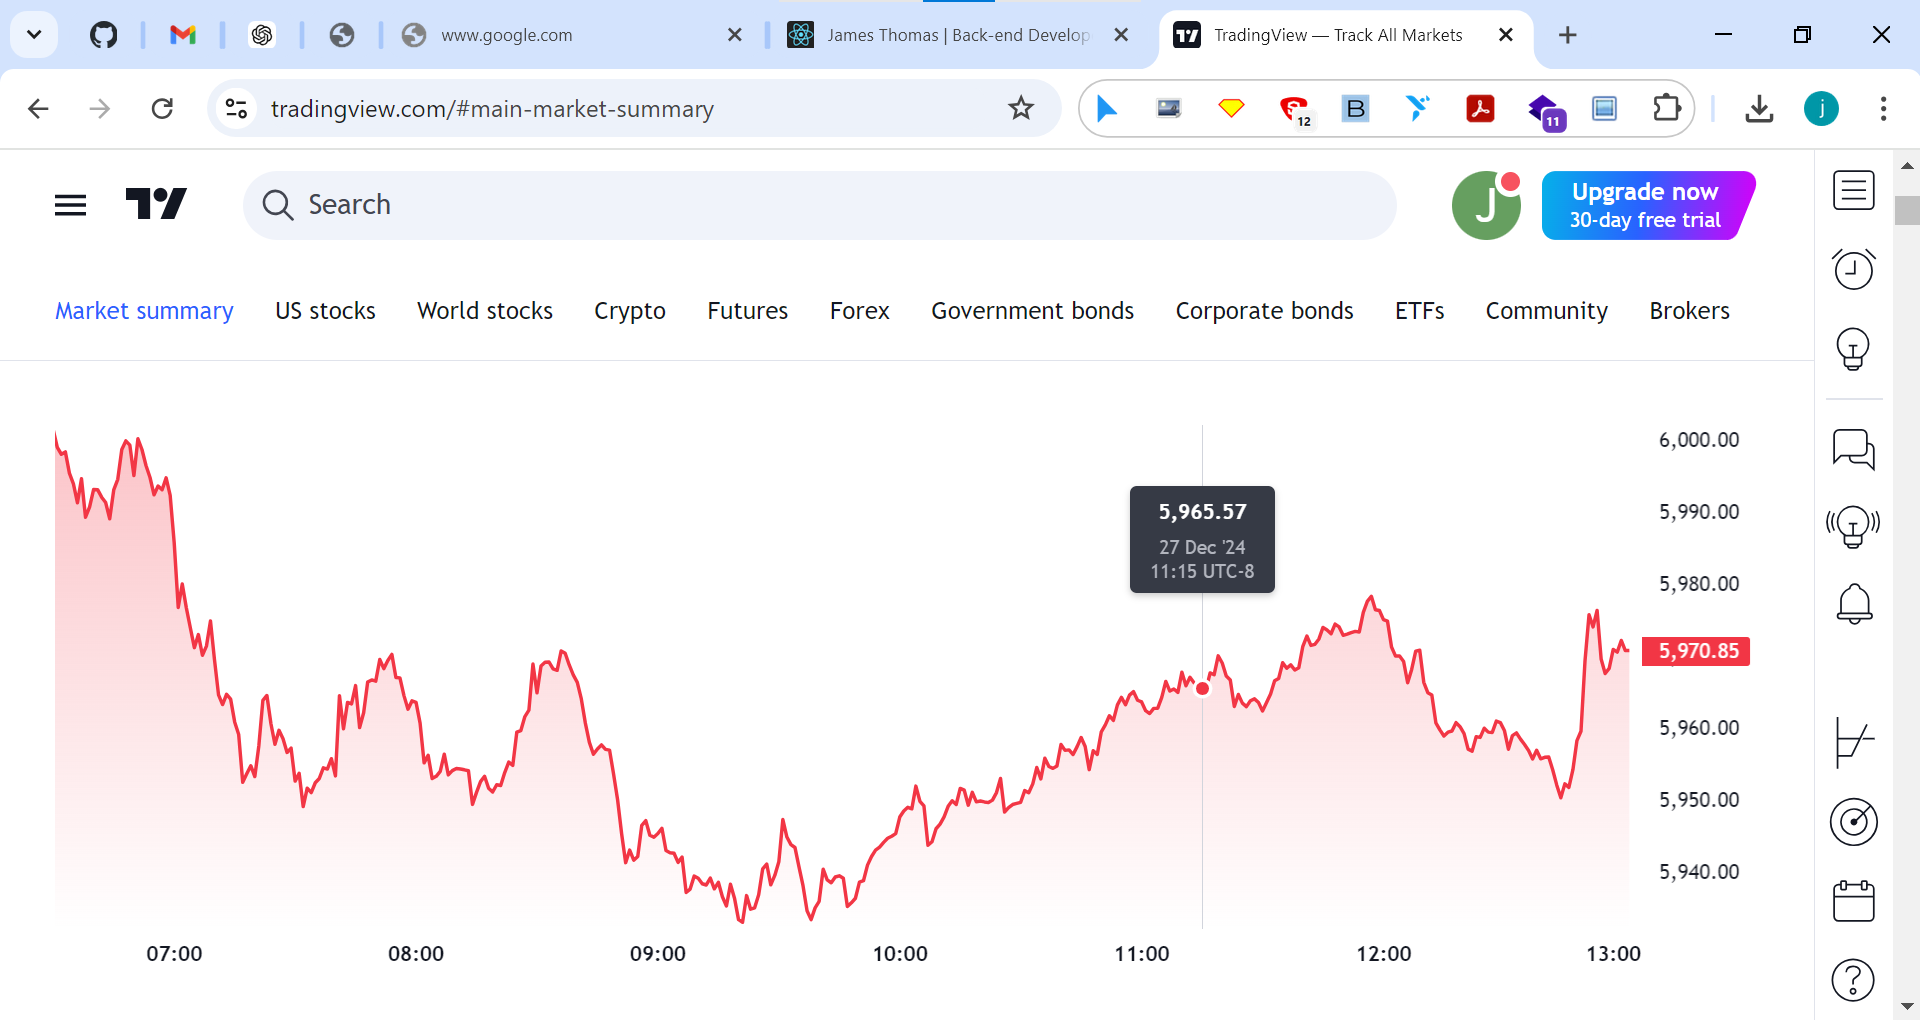 www.google.com
James Thomas | Back-end Develop
TradingView — Track All Markets
tradingview.com/#main-market-summary
12
B
11
j
Search
J
Upgrade now
30-day free trial
Market summary
US stocks
World stocks
Crypto
Futures
Forex
Government bonds
Corporate bonds
ETFs
Community
Brokers
6,000.00
5,990.00
5,980.00
5,970.85
5,960.00
5,950.00
5,940.00
5,965.57
27 Dec '24
11:15 UTC-8
07:00
08:00
09:00
10:00
11:00
12:00
13:00